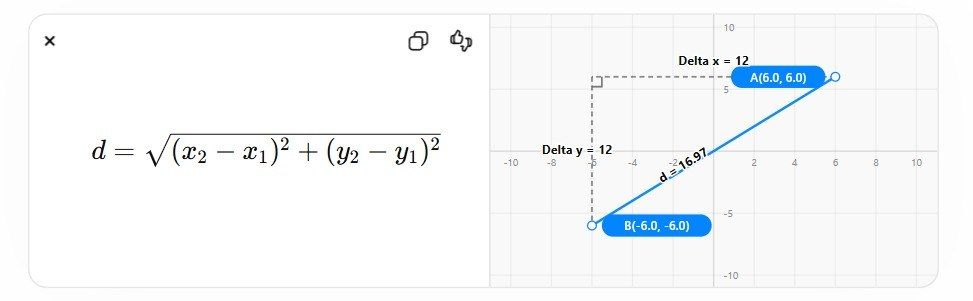 d = √(x₂ − x₁)² + (y₂ − y₁)²
10
Delta x = 12
A(6.0, 6.0)
5
Delta y = 12
-10 -8 -6 -4 -2 2 4 6 8 10
d = 16.97
-5
B(-6.0, -6.0)
-10